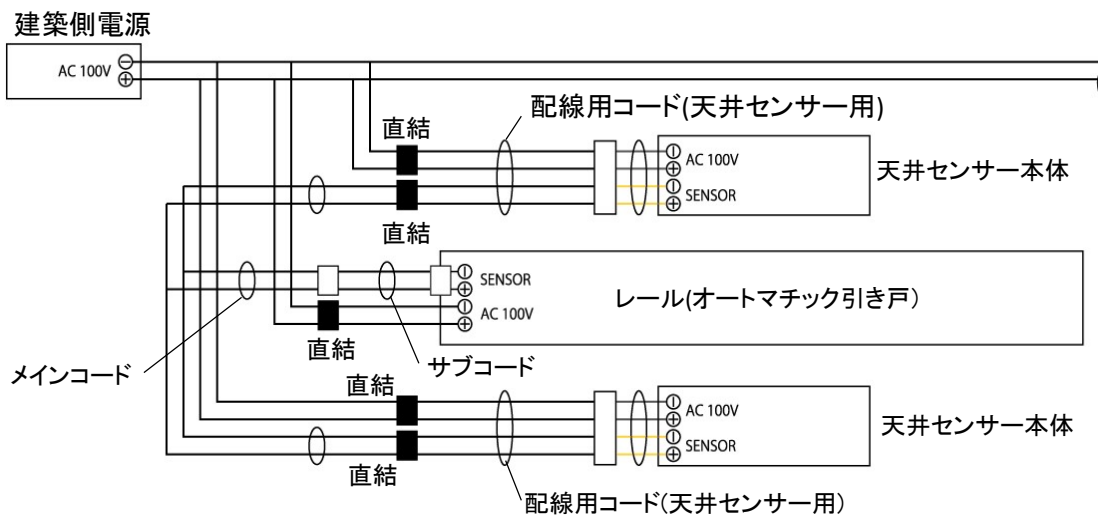 建築側電源
AC 100V
配線用コード(天井センサー用)
直結
AC 100V
SENSOR
天井センサー本体
直結
SENSOR
AC 100V
レール(オートマチック引き戸)
直結
サブコード
メインコード
直結
AC 100V
SENSOR
天井センサー本体
直結
配線用コード(天井センサー用)